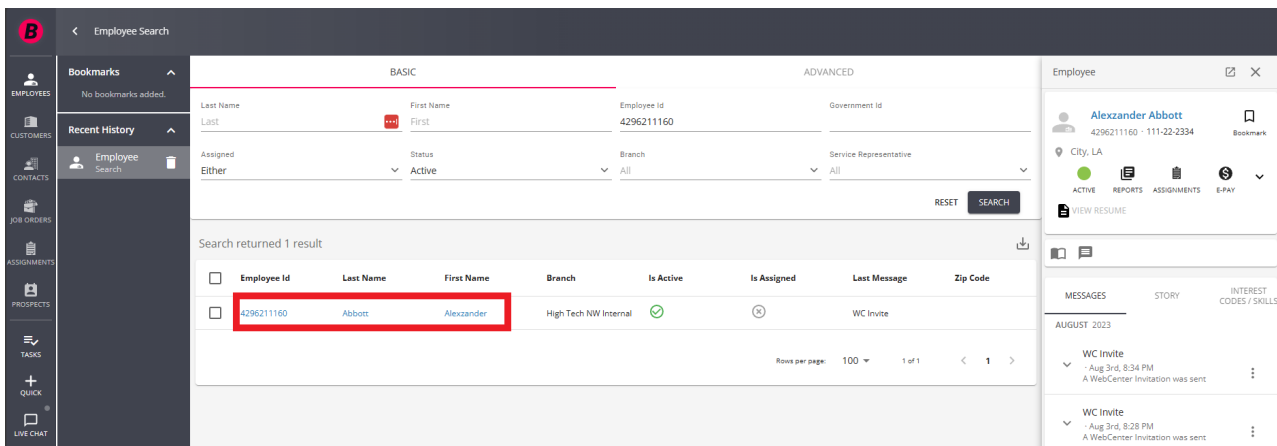 B
Employee Search
EMPLOYEES
CUSTOMERS
CONTACTS
JOB ORDERS
ASSIGNMENTS
PROSPECTS
TASKS
QUICK
LIVE CHAT
Bookmarks
No bookmarks added.
Recent History
Employee
Search
BASIC ADVANCED
Last Name First Name Employee Id Government Id
Last First 4296211160
Assigned Status Branch Service Representative
Either Active All All
RESET SEARCH
Search returned 1 result
Employee Id Last Name First Name Branch Is Active Is Assigned Last Message Zip Code
4296211160 Abbott Alexzander High Tech NW Internal WC Invite
Rows per page: 100 1 of 1 < 1 >
Employee
Alexzander Abbott
4296211160 · 111-22-2334
Bookmark
City, LA
ACTIVE REPORTS ASSIGNMENTS E-PAY
VIEW RESUME
MESSAGES STORY INTEREST
CODES / SKILLS
AUGUST 2023
WC Invite
· Aug 3rd, 8:34 PM
A WebCenter Invitation was sent
WC Invite
· Aug 3rd, 8:28 PM
A WebCenter Invitation was sent